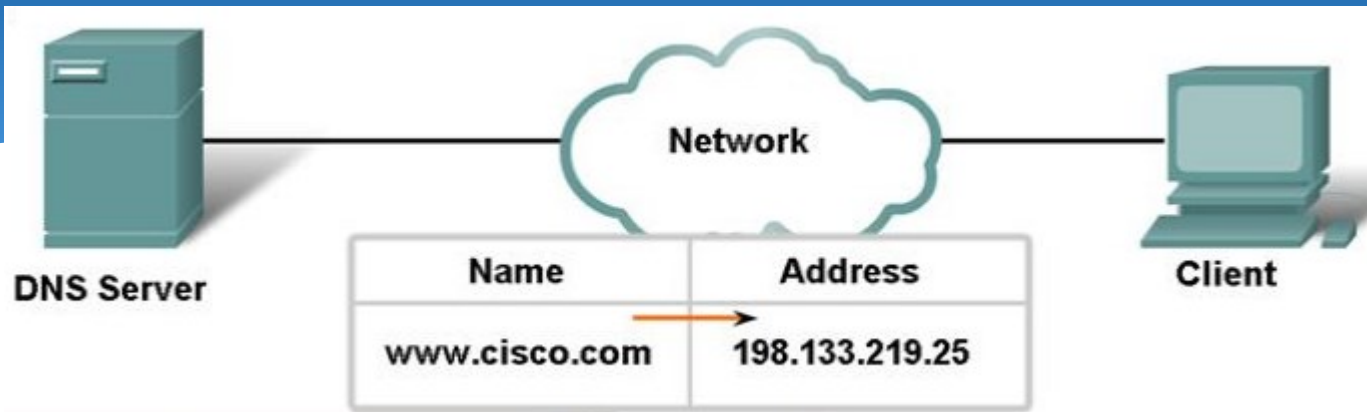 Network
DNS Server
Client
Name Address
www.cisco.com 198.133.219.25